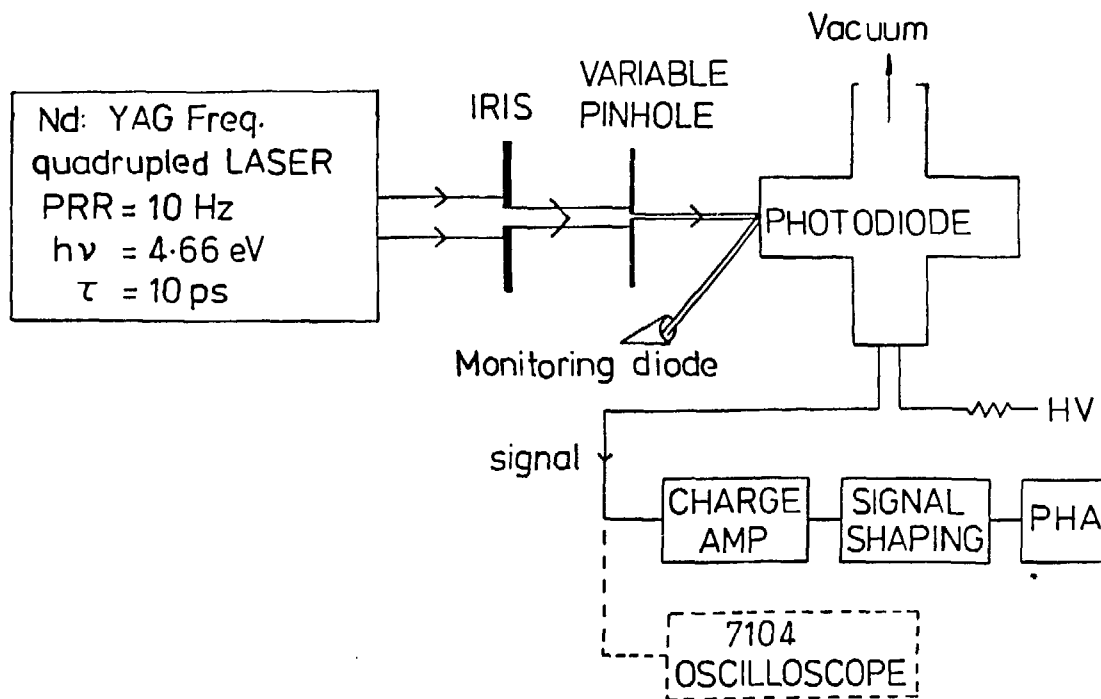 Vacuum
VARIABLE
PINHOLE
IRIS
Nd: YAG Freq.
quadrupled LASER
PRR = 10 Hz
hν = 4·66 eV
τ = 10 ps
PHOTODIODE
Monitoring diode
HV
signal
CHARGE
AMP
SIGNAL
SHAPING
PHA
7104
OSCILLOSCOPE